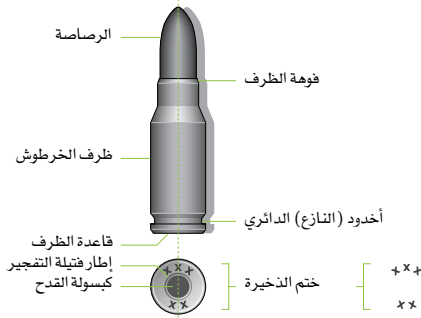 الرصاصة
فوهة الظرف
ظرف الخرطوش
أخدود (النازع) الدائري
قاعدة الظرف
إطار فتيلة التفجير
كبسولة القدح
ختم الذخيرة
x x x
x x
x x x
x x